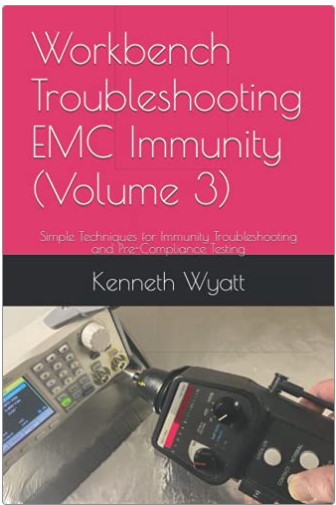 Workbench
Troubleshooting
EMC Immunity
(Volume 3)
Simple Techniques for Immunity Troubleshooting
and Pre-Compliance Testing
Kenneth Wyatt